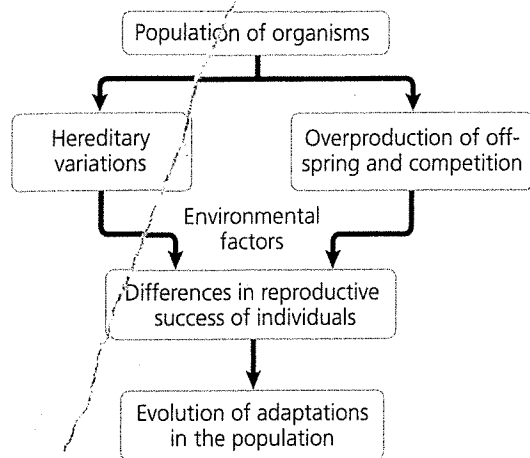 Population of organisms
Hereditary
variations
Overproduction of off-
spring and competition
Environmental
factors
Differences in reproductive
success of individuals
Evolution of adaptations
in the population